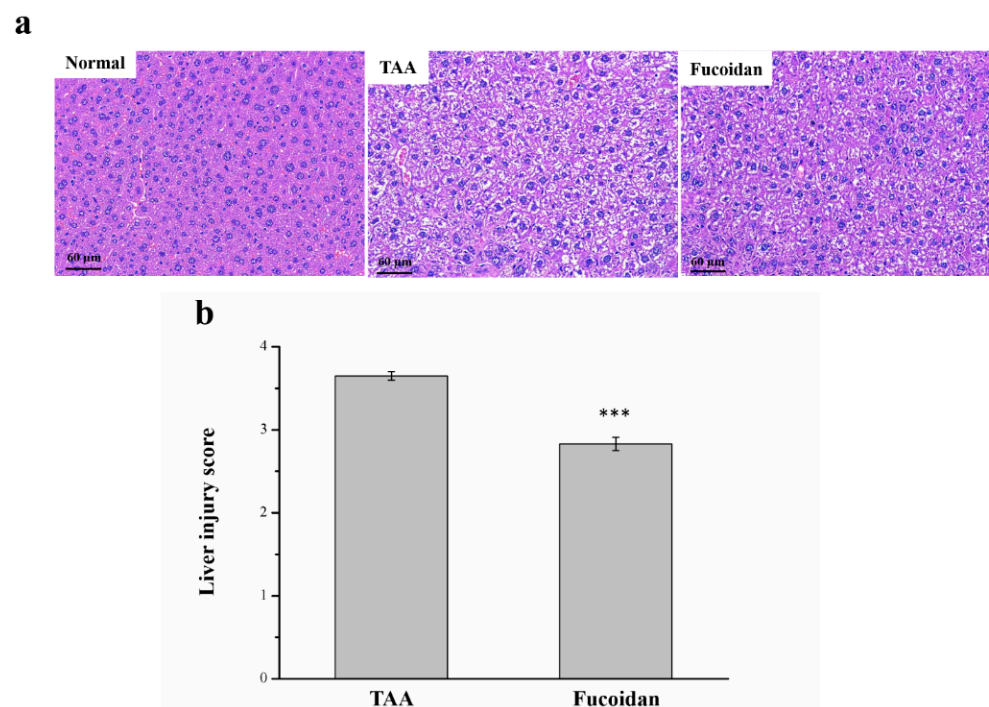 a
Normal
TAA
Fucoidan
60 μm
60 μm
60 μm
b
4
3
2
1
0
Liver injury score
***
TAA
Fucoidan